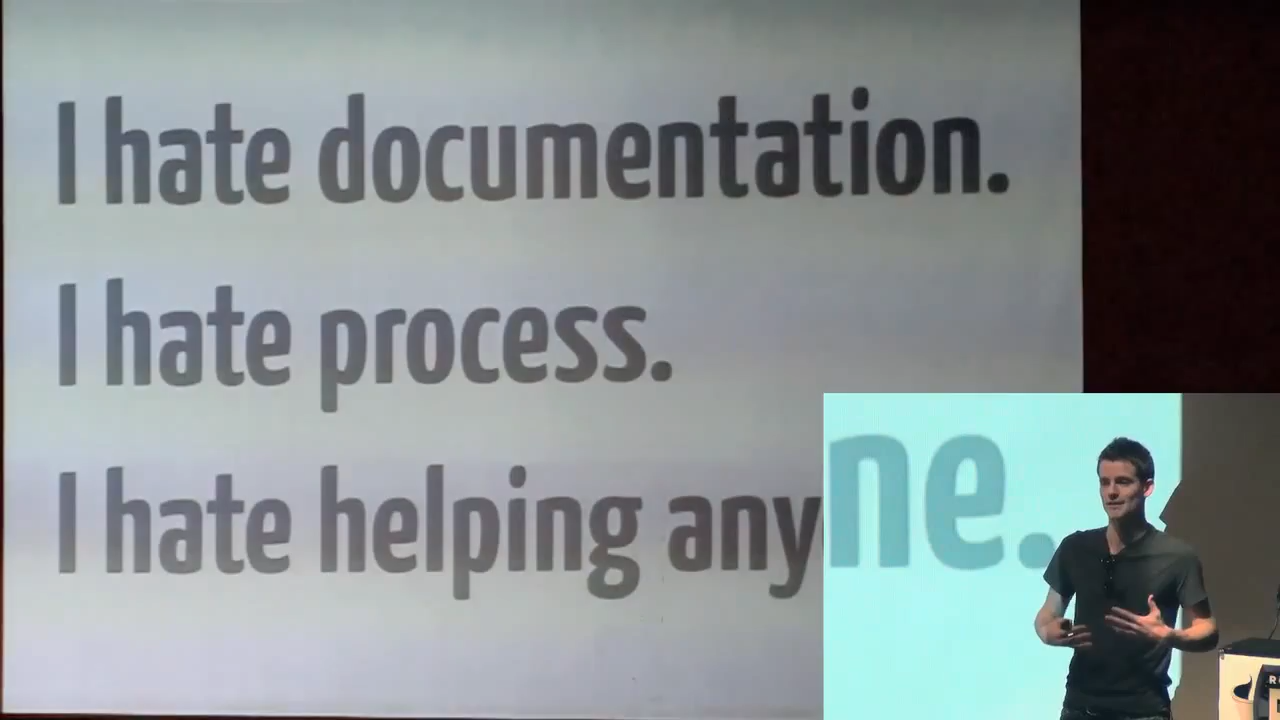 I hate documentation.
I hate process.
I hate helping any
ne.